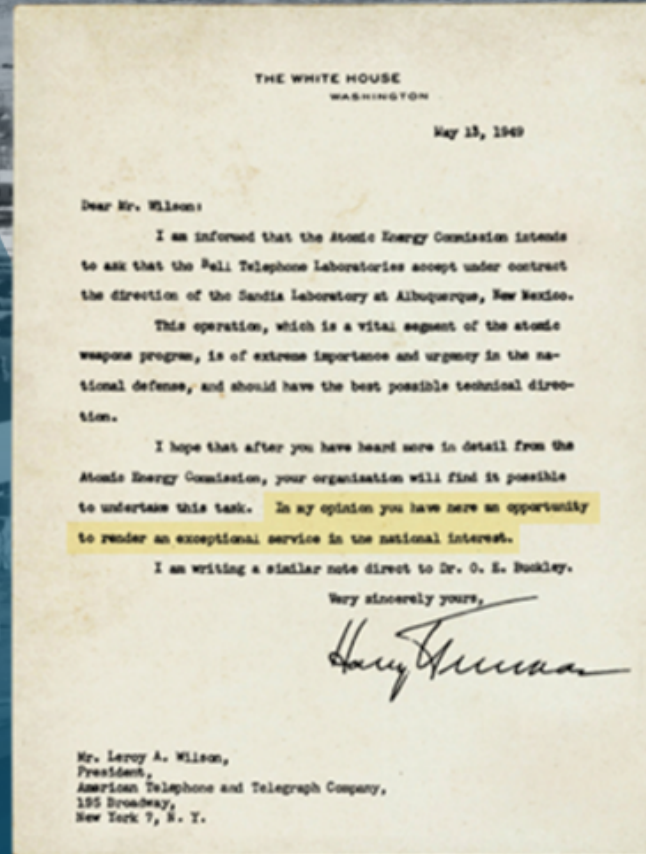 THE WHITE HOUSE
WASHINGTON
May 13, 1949
Dear Mr. Wilson:
I am informed that the Atomic Energy Commission intends
to ask that the Bell Telephone Laboratories accept under contract
the direction of the Sandia Laboratory at Albuquerque, New Mexico.
This operation, which is a vital segment of the atomic
weapons program, is of extreme importance and urgency in the na-
tional defense, and should have the best possible technical direc-
tion.
I hope that after you have heard more in detail from the
Atomic Energy Commission, your organization will find it possible
to undertake this task. In my opinion you have here an opportunity
to render an exceptional service in the national interest.
I am writing a similar note direct to Dr. O. E. Buckley.
Very sincerely yours,
Harry Truman
Mr. Leroy A. Wilson,
President,
American Telephone and Telegraph Company,
195 Broadway,
New York 7, N. Y.